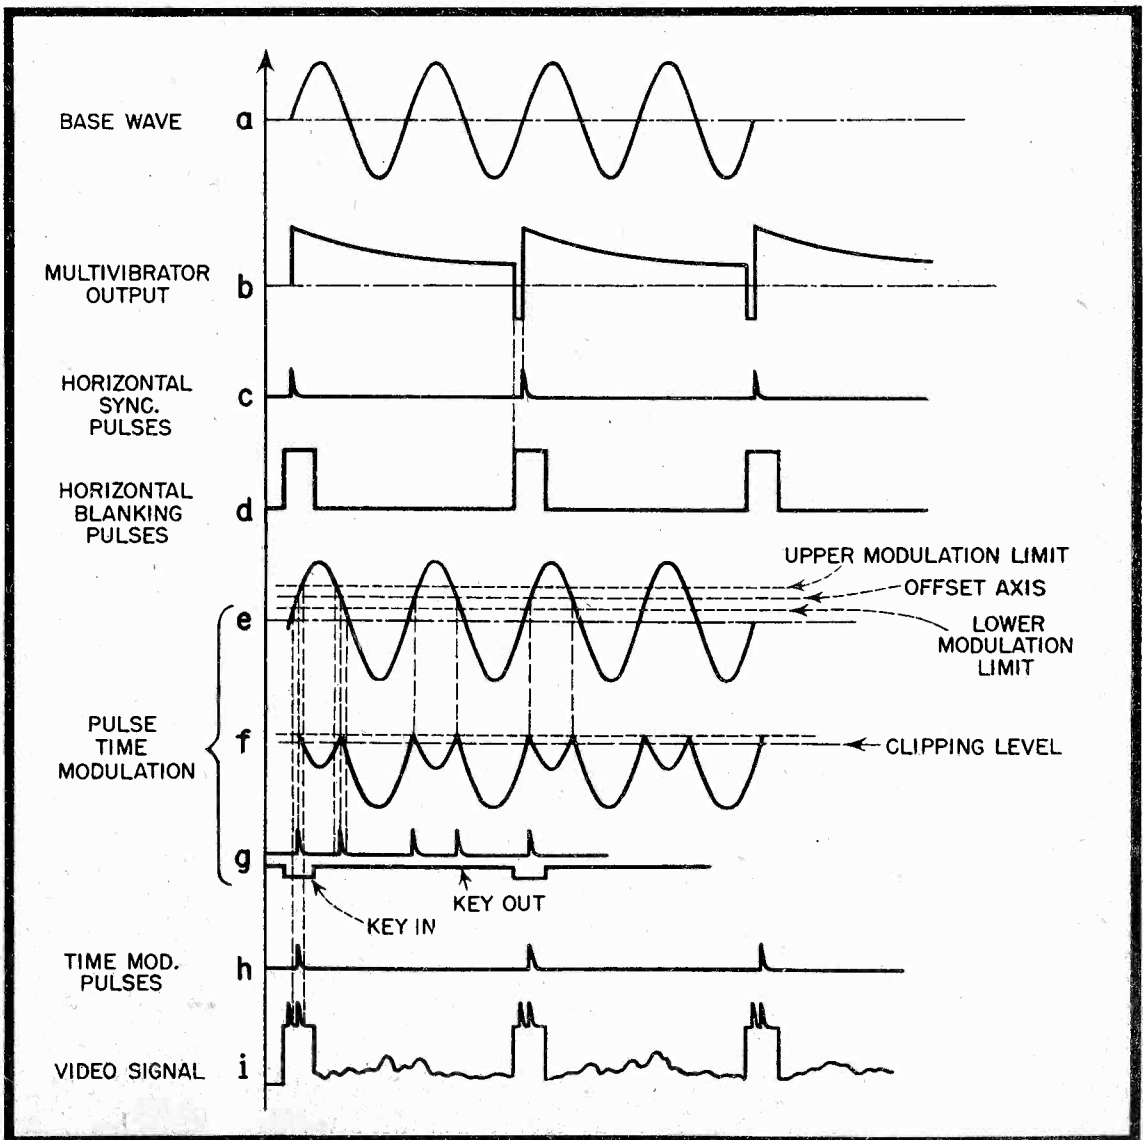 BASE WAVE a
MULTIVIBRATOR
OUTPUT b
HORIZONTAL
SYNC.
PULSES
c
HORIZONTAL
BLANKING
PULSES
d
UPPER MODULATION LIMIT
OFFSET AXIS
LOWER
MODULATION
LIMIT
e
PULSE
TIME
MODULATION
f
CLIPPING LEVEL
g
KEY OUT
KEY IN
TIME MOD.
PULSES
h
VIDEO SIGNAL i